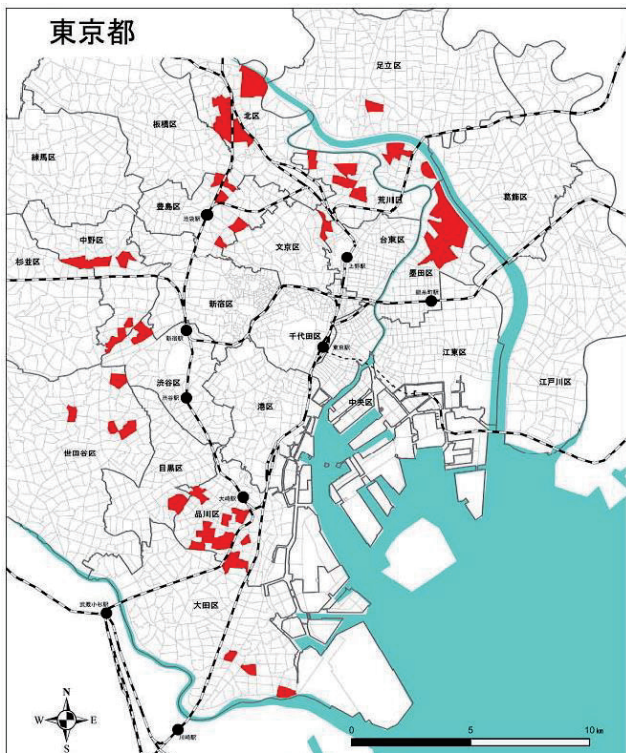 東京都
足立区
板橋区
北区
練馬区
葛飾区
荒川区
豊島区
池袋駅
文京区
台東区
中野区
上野駅
杉並区
墨田区
新宿区
錦糸町駅
千代田区
新宿駅
東京駅
江東区
江戸川区
渋谷区
渋谷駅
港区
中央区
世田谷区
目黒区
大崎駅
品川区
大田区
武蔵小杉駅
川崎駅
N
W
E
S
0
5
10 km